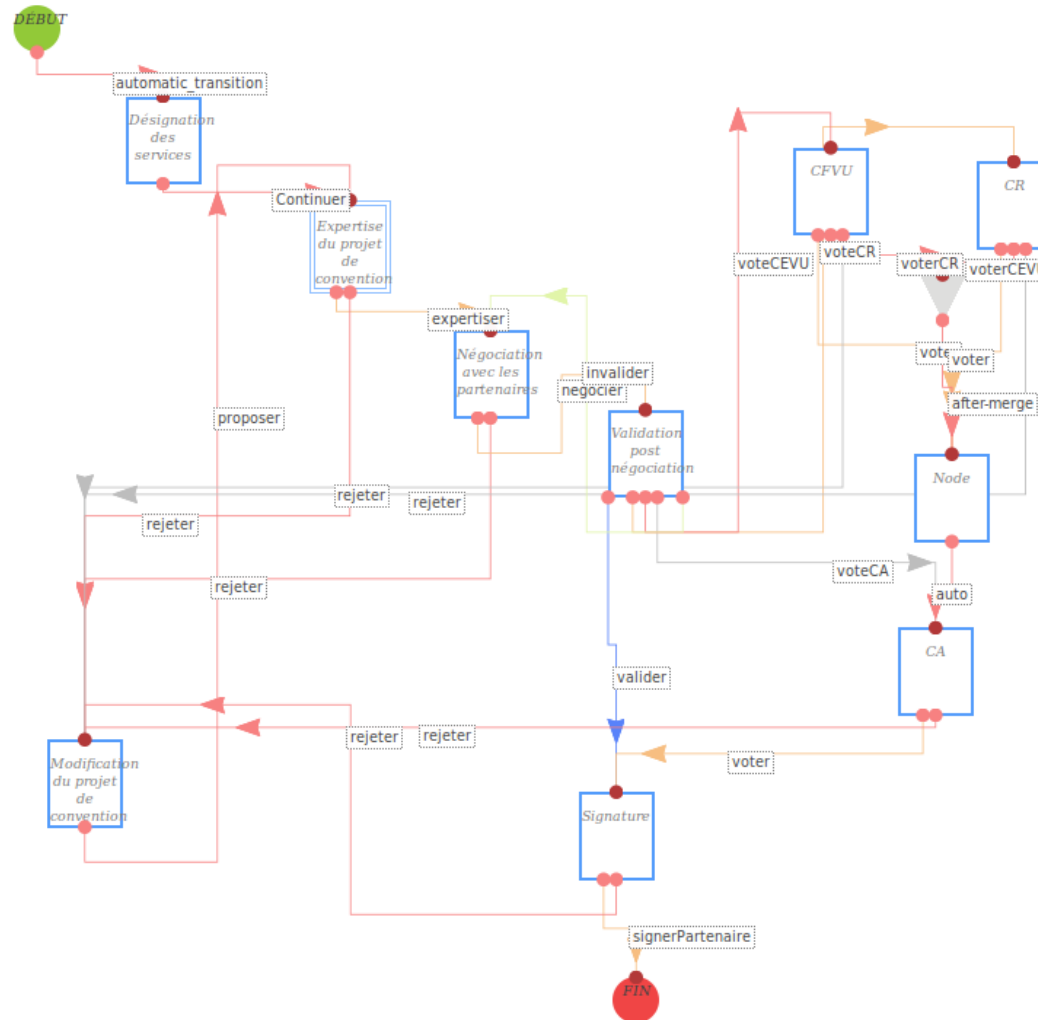 DÉBUT
automatic_transition
Désignation
des
services
Continuer
Expertise
du projet
de
convention
CFVU
CR
voteCR
voteCEVU
voterCR
voterCEVU
expertiser
Négociation
avec les
partenaires
invalider
negocier
voter
voter
after-merge
proposer
Validation
post
négociation
Node
rejeter
rejeter
rejeter
voteCA
rejeter
auto
CA
valider
rejeter
rejeter
voter
Modification
du projet
de
convention
Signature
signerPartenaire
FIN